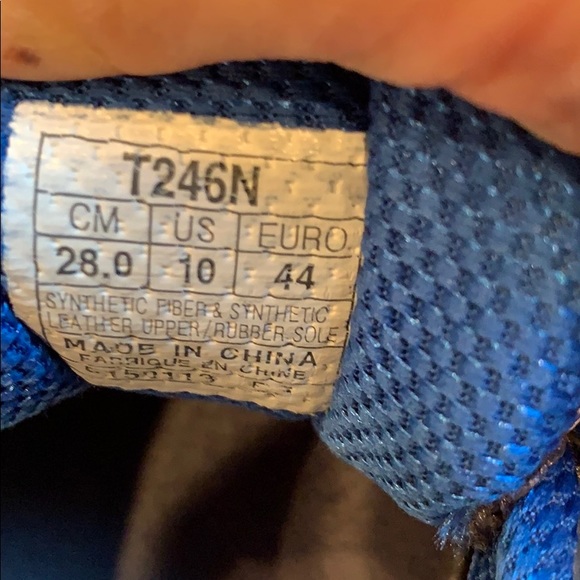 T246N
CM US EURO
28.0 10 44
SYNTHETIC FIBER & SYNTHETIC
LEATHER UPPER/RUBBER SOLE
MADE IN CHINA
FABRIQUE EN CHINE